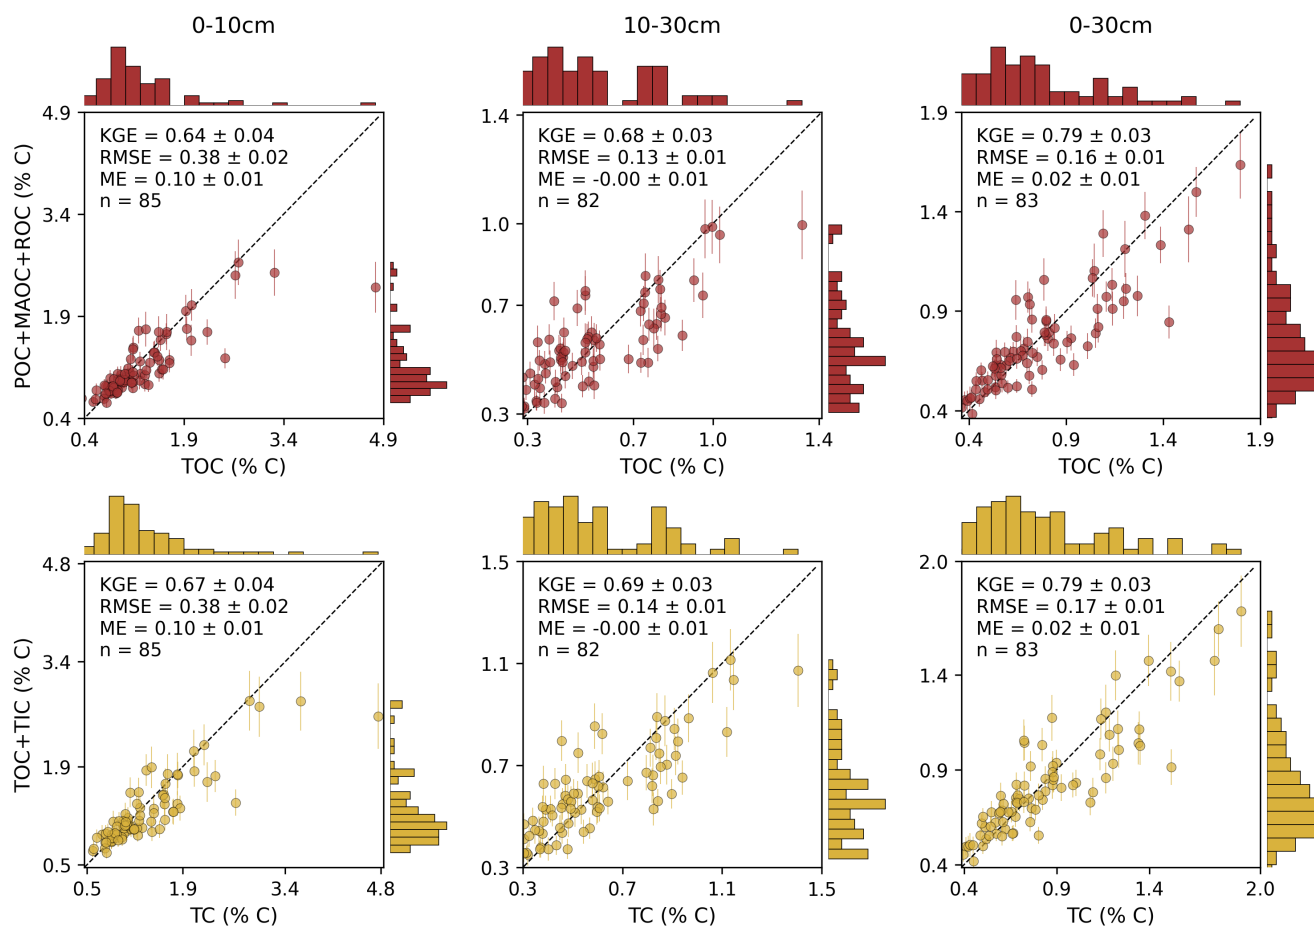 0-10cm
10-30cm
0-30cm
POC+MAOC+ROC (% C)
4.9
3.4
1.9
0.4
KGE = 0.64 ± 0.04
RMSE = 0.38 ± 0.02
ME = 0.10 ± 0.01
n = 85
0.4
1.9
3.4
4.9
TOC (% C)
1.4
1.0
0.7
0.3
KGE = 0.68 ± 0.03
RMSE = 0.13 ± 0.01
ME = -0.00 ± 0.01
n = 82
0.3
0.7
1.0
1.4
TOC (% C)
1.9
1.4
0.9
0.4
KGE = 0.79 ± 0.03
RMSE = 0.16 ± 0.01
ME = 0.02 ± 0.01
n = 83
0.4
0.9
1.4
1.9
TOC (% C)
TOC+TIC (% C)
4.8
3.4
1.9
0.5
KGE = 0.67 ± 0.04
RMSE = 0.38 ± 0.02
ME = 0.10 ± 0.01
n = 85
0.5
1.9
3.4
4.8
TC (% C)
1.5
1.1
0.7
0.3
KGE = 0.69 ± 0.03
RMSE = 0.14 ± 0.01
ME = -0.00 ± 0.01
n = 82
0.3
0.7
1.1
1.5
TC (% C)
2.0
1.4
0.9
0.4
KGE = 0.79 ± 0.03
RMSE = 0.17 ± 0.01
ME = 0.02 ± 0.01
n = 83
0.4
0.9
1.4
2.0
TC (% C)